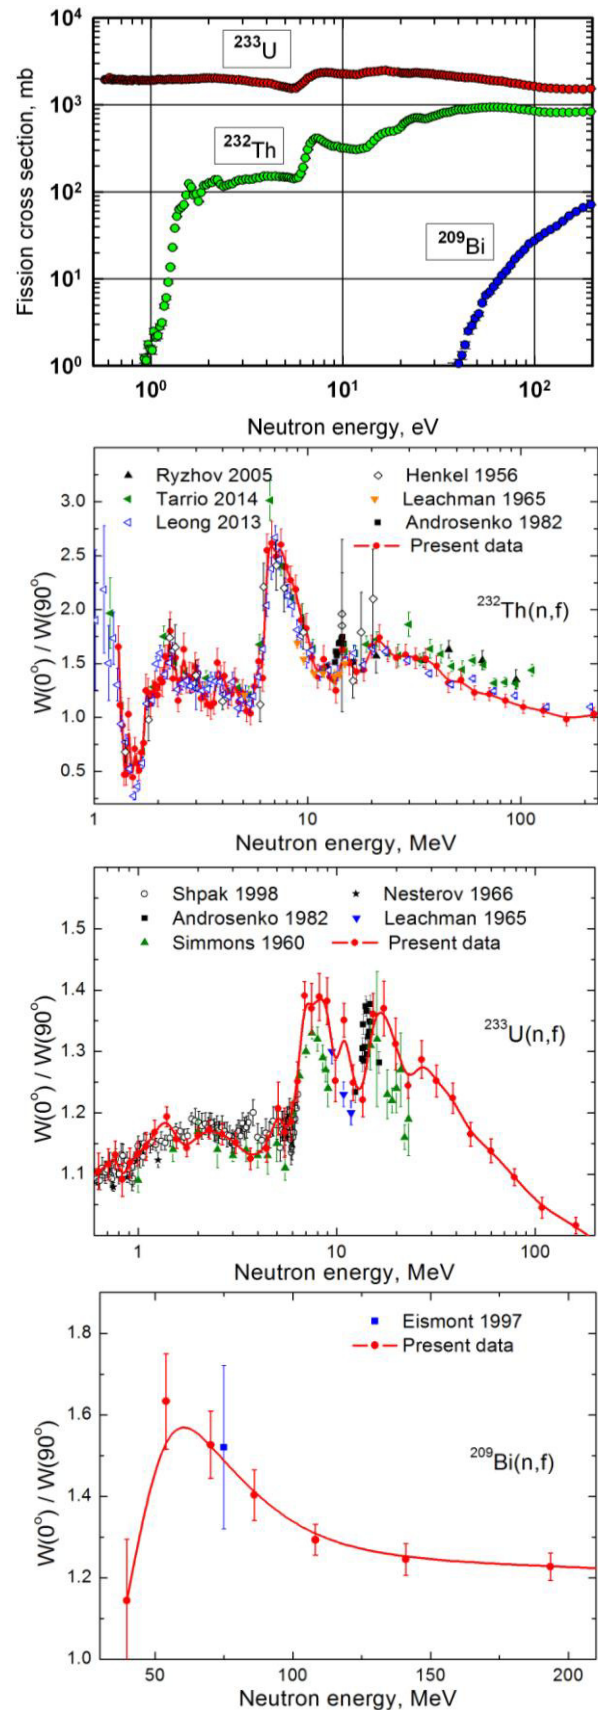 Fission cross section, mb
10⁴
10³
10²
10¹
10⁰
²³³U
²³²Th
²⁰⁹Bi
10⁰ 10¹ 10²
Neutron energy, eV
W(0°) / W(90°)
3.0
2.5
2.0
1.5
1.0
0.5
Ryzhov 2005
Tarrio 2014
Leong 2013
Henkel 1956
Leachman 1965
Androsenko 1982
Present data
²³²Th(n,f)
1 10 100
Neutron energy, MeV
W(0°) / W(90°)
1.5
1.4
1.3
1.2
1.1
Shpak 1998
Androsenko 1982
Simmons 1960
Nesterov 1966
Leachman 1965
Present data
²³³U(n,f)
1 10 100
Neutron energy, MeV
W(0°) / W(90°)
1.8
1.6
1.4
1.2
1.0
Eismont 1997
Present data
²⁰⁹Bi(n,f)
50 100 150 200
Neutron energy, MeV